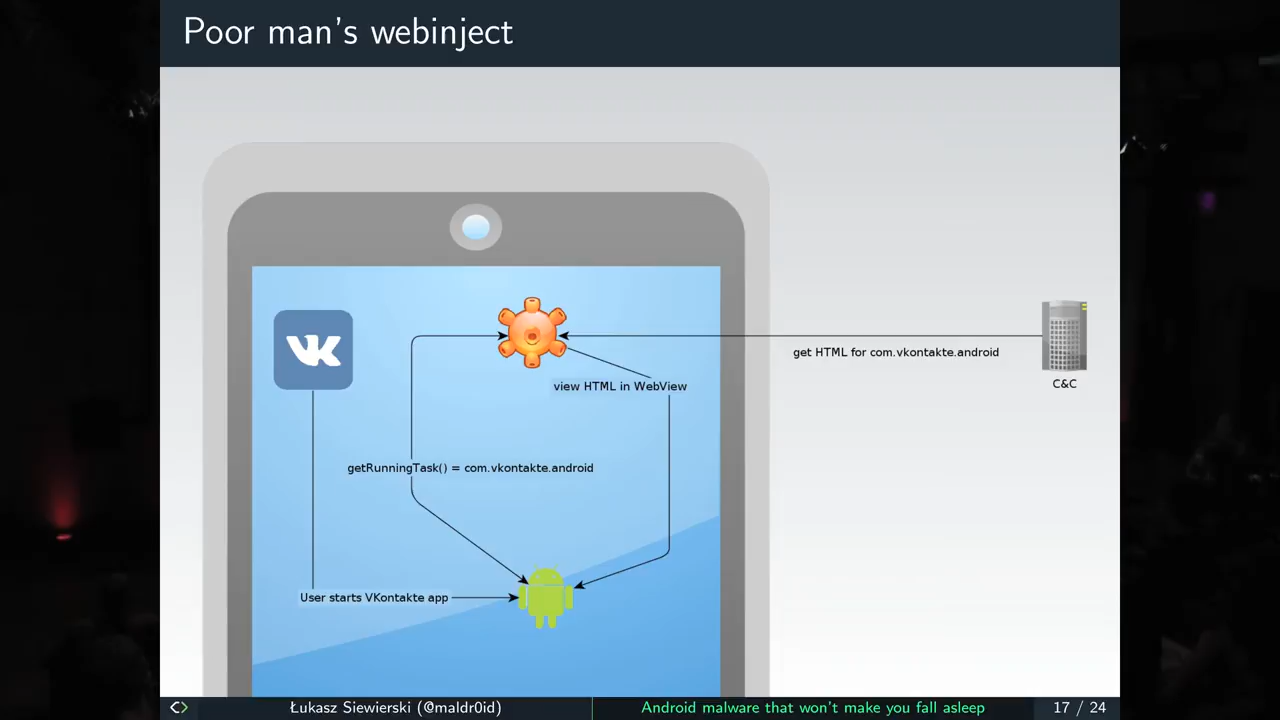 Poor man's webinject
VK
get HTML for com.vkontakte.android
view HTML in WebView
C&C
getRunningTask() = com.vkontakte.android
User starts VKontakte app
Łukasz Siewierski (@maldr0id)
Android malware that won't make you fall asleep
17 / 24